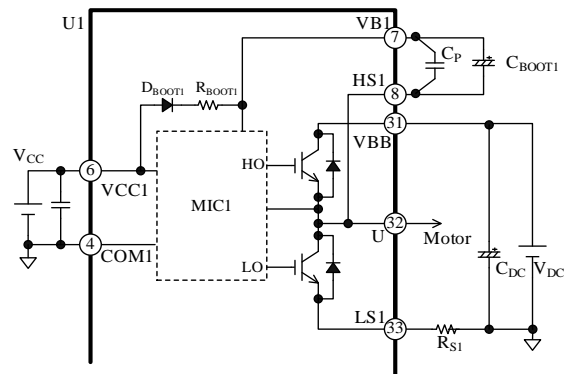 U1
VB1
7
CP
CBOOT1
DBOOT1
RBOOT1
HS1
8
31
VBB
VCC
6
VCC1
HO
MIC1
U
32
Motor
4
COM1
LO
CDC
VDC
LS1
33
RS1